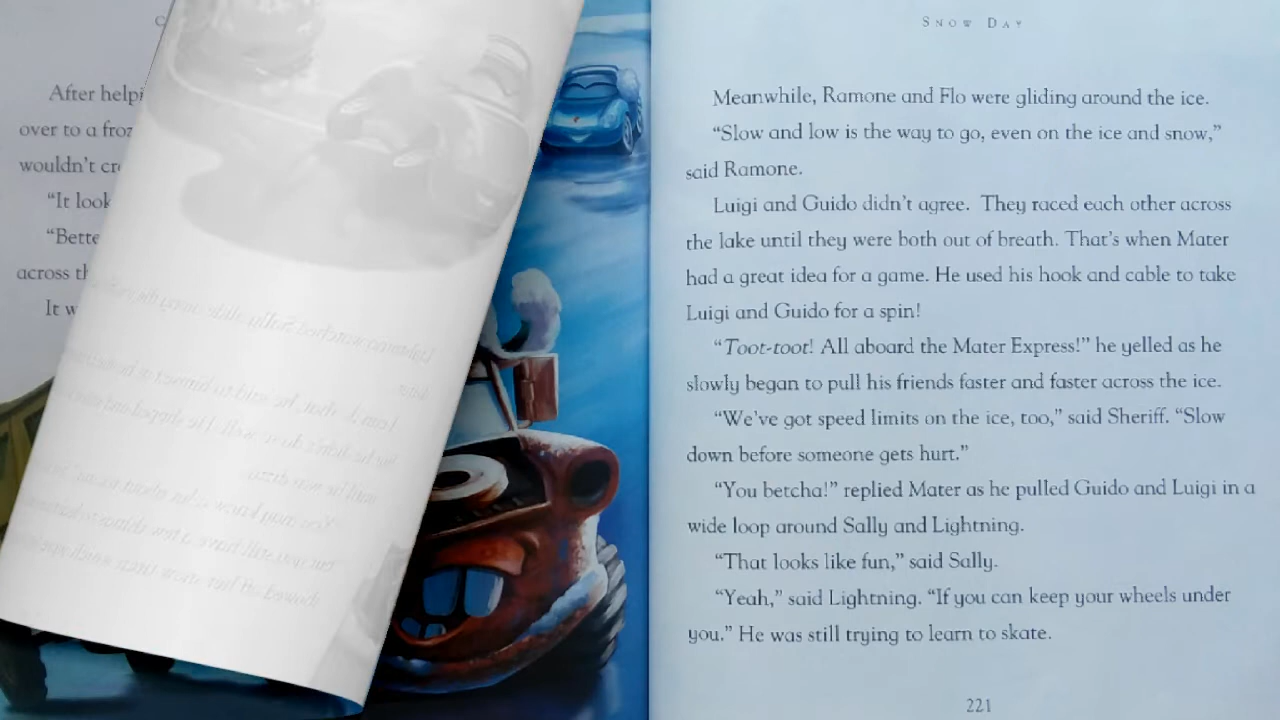 C
After helpi
over to a froz
wouldn't cr
"It look
"Bette
across th
It w
SNOW DAY
Meanwhile, Ramone and Flo were gliding around the ice.
"Slow and low is the way to go, even on the ice and snow,"
said Ramone.
Luigi and Guido didn't agree. They raced each other across
the lake until they were both out of breath. That's when Mater
had a great idea for a game. He used his hook and cable to take
Luigi and Guido for a spin!
"Toot-toot! All aboard the Mater Express!" he yelled as he
slowly began to pull his friends faster and faster across the ice.
"We've got speed limits on the ice, too," said Sheriff. "Slow
down before someone gets hurt."
"You betcha!" replied Mater as he pulled Guido and Luigi in a
wide loop around Sally and Lightning.
"That looks like fun," said Sally.
"Yeah," said Lightning. "If you can keep your wheels under
you." He was still trying to learn to skate.
221